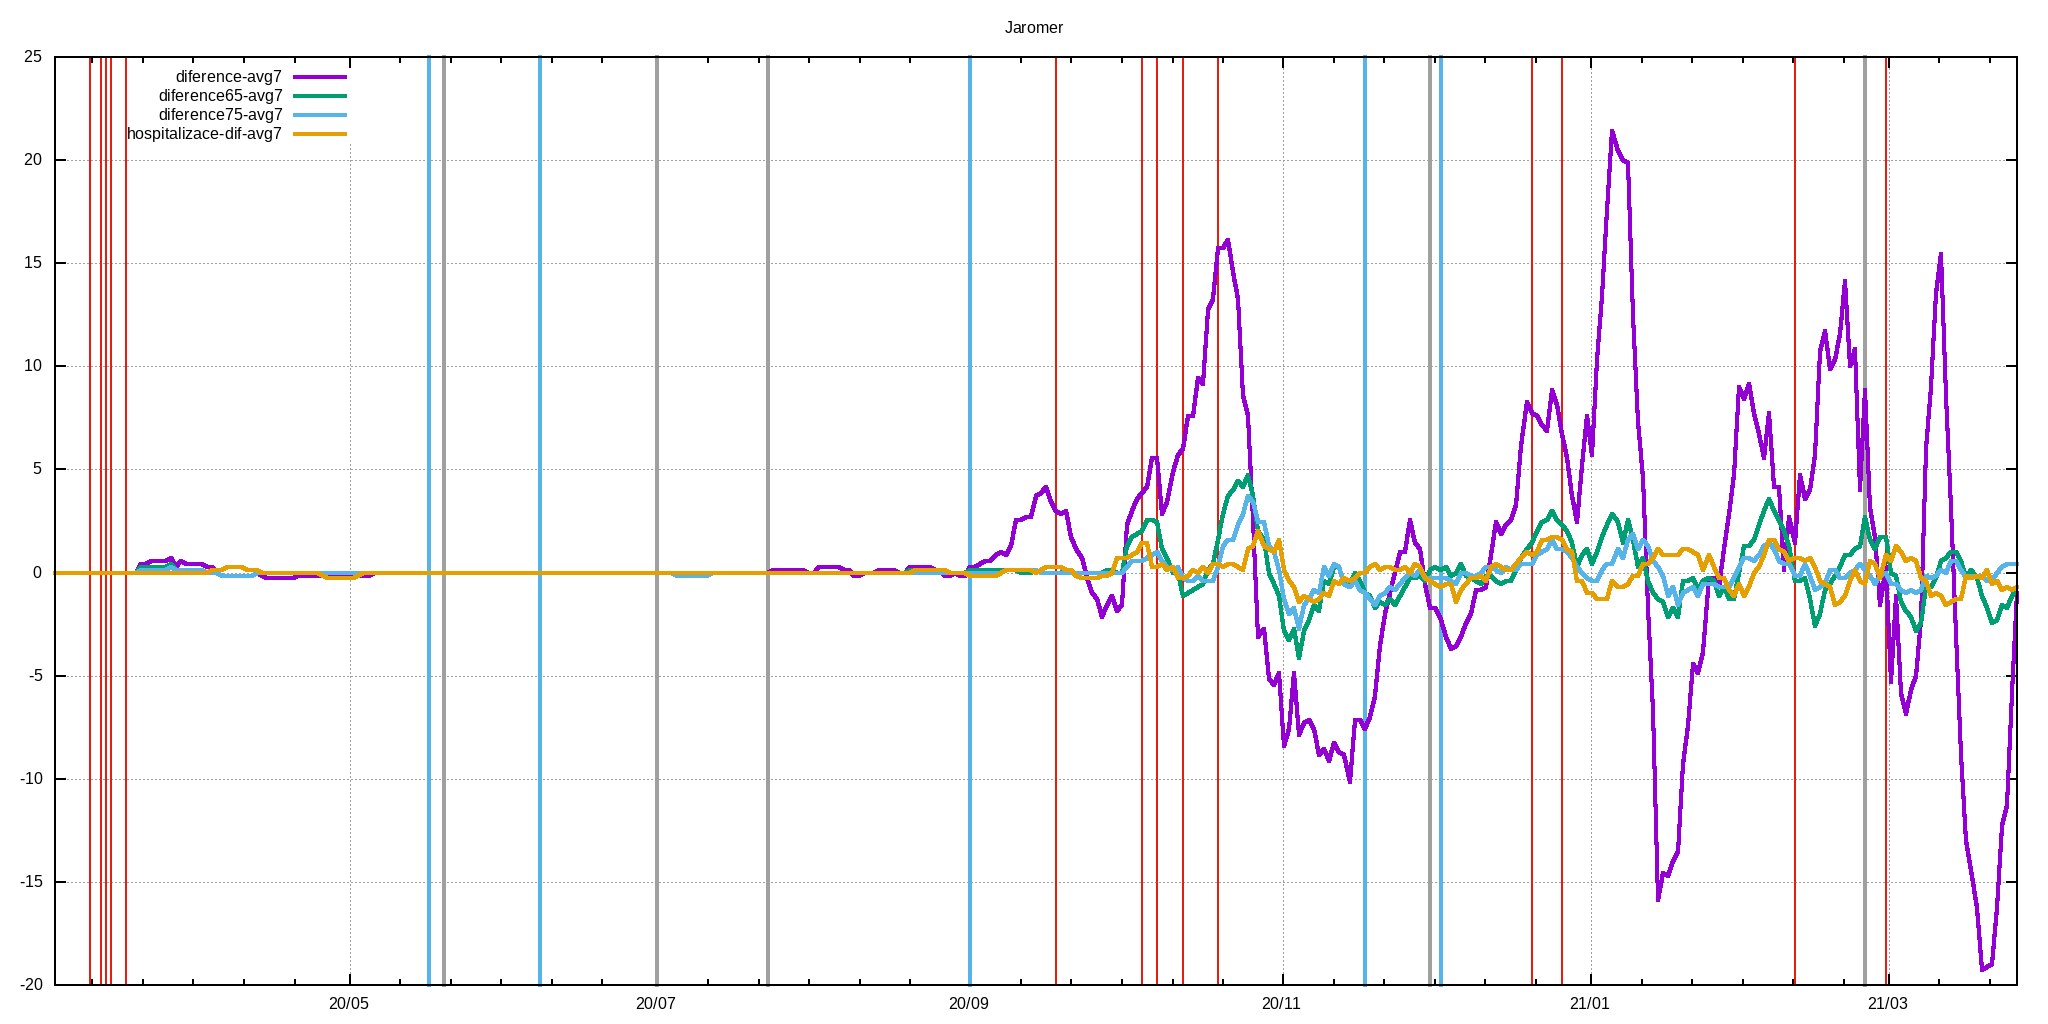 Jaromer
25
20
15
10
5
0
-5
-10
-15
-20
diference-avg7
diference65-avg7
diference75-avg7
hospitalizace-dif-avg7
20/05 20/07 20/09 20/11 21/01 21/03